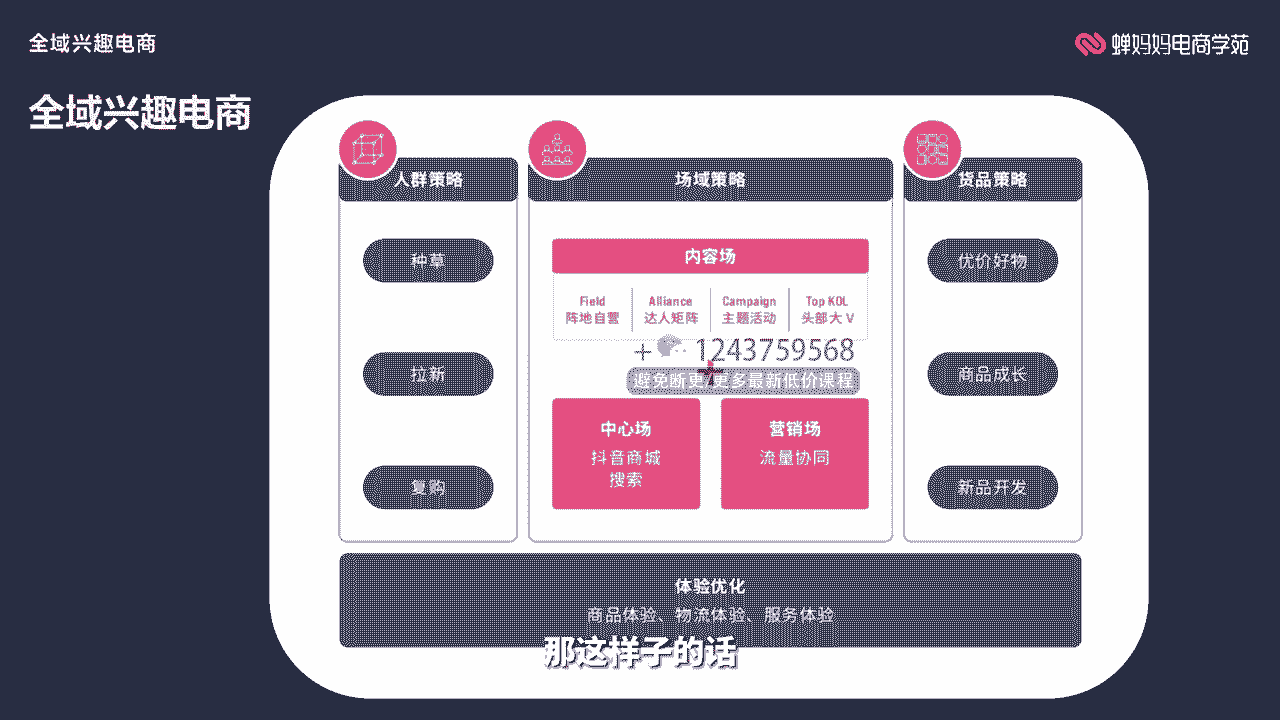 全域兴趣电商
蝉妈妈电商学苑
全域兴趣电商
人群策略
种草
拉新
复购
场域策略
内容场
Field
阵地自营
Alliance
达人矩阵
Campaign
主题活动
Top KOL
头部大 V
+ 1243759568
避免断更/更多最新低价课程
中心场
抖音商城
搜索
营销场
流量协同
货品策略
优价好物
商品成长
新品开发
体验优化
商品体验、物流体验、服务体验
那这样子的话